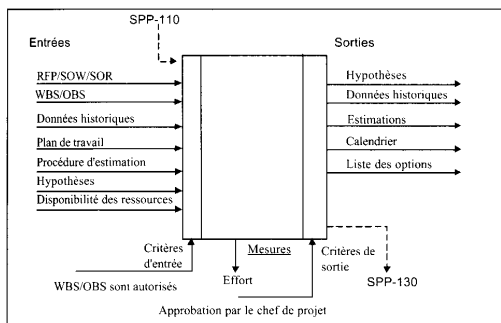 SPP-110
Entrées
Sorties
RFP/SOW/SOR
WBS/OBS
Données historiques
Plan de travail
Procédure d'estimation
Hypothèses
Disponibilité des ressources
Hypothèses
Données historiques
Estimations
Calendrier
Liste des options
Critères
d'entrée
Mesures
Critères de
sortie
WBS/OBS sont autorisés
Effort
SPP-130
Approbation par le chef de projet